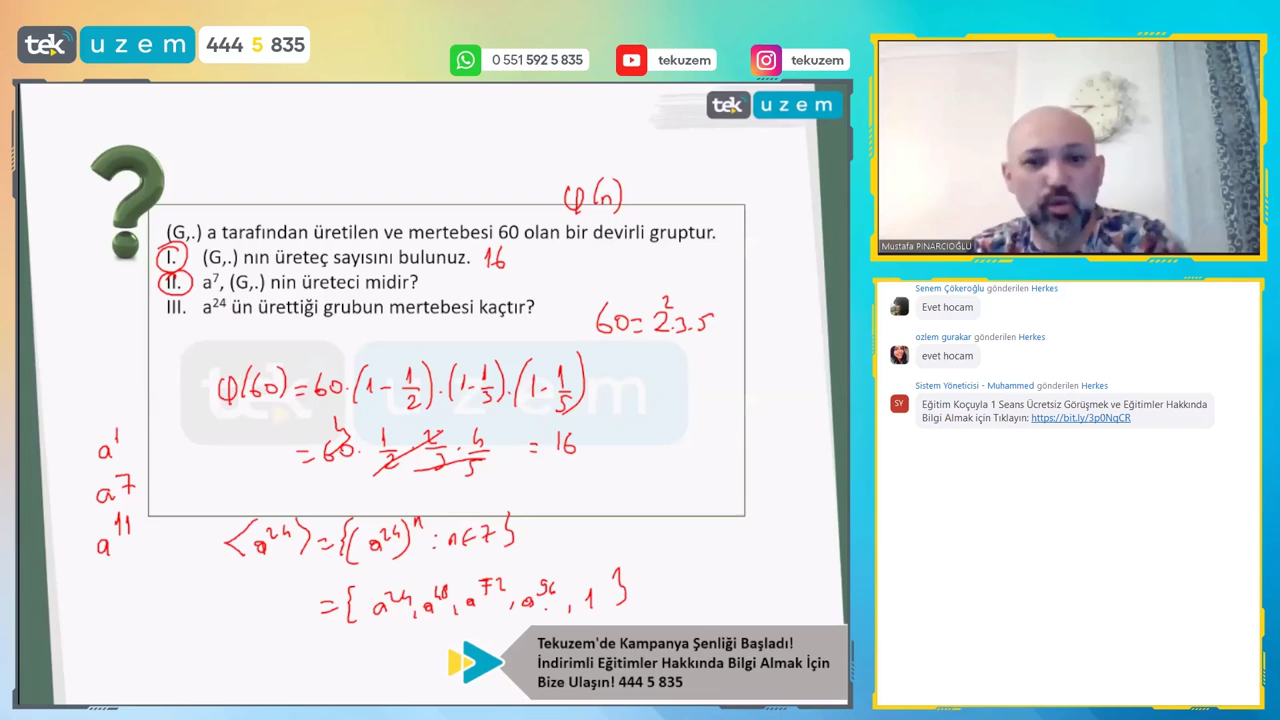 tek uzem 444 5 835
0 551 592 5 835 tekuzem tekuzem
tek uzem
φ(n)
(G,.) a tarafından üretilen ve mertebesi 60 olan bir devirli gruptur.
I. (G,.) nın üreteç sayısını bulunuz. 16
II. a⁷, (G,.) nin üreteci midir?
III. a²⁴ ün ürettiği grubun mertebesi kaçtır?
60 = 2².3.5
φ(60) = 60.(1 - 1/2).(1 - 1/3).(1 - 1/5)
= 60. 1/2 . 2/3 . 4/5 = 16
a¹
a⁷
a¹¹
<a²⁴> = {(a²⁴)ⁿ : n∈Z}
= {a²⁴, a⁴⁸, a⁷², a⁹⁶, 1}
Tekuzem'de Kampanya Şenliği Başladı!
İndirimli Eğitimler Hakkında Bilgi Almak İçin
Bize Ulaşın! 444 5 835
Mustafa PINARCIOĞLU
Senem Çökeroğlu gönderilen Herkes
Evet hocam
ozlem gurakar gönderilen Herkes
evet hocam
Sistem Yöneticisi - Muhammed gönderilen Herkes
SY
Eğitim Koçuyla 1 Seans Ücretsiz Görüşmek ve Eğitimler Hakkında
Bilgi Almak için Tıklayın: https://bit.ly/3p0NqCR